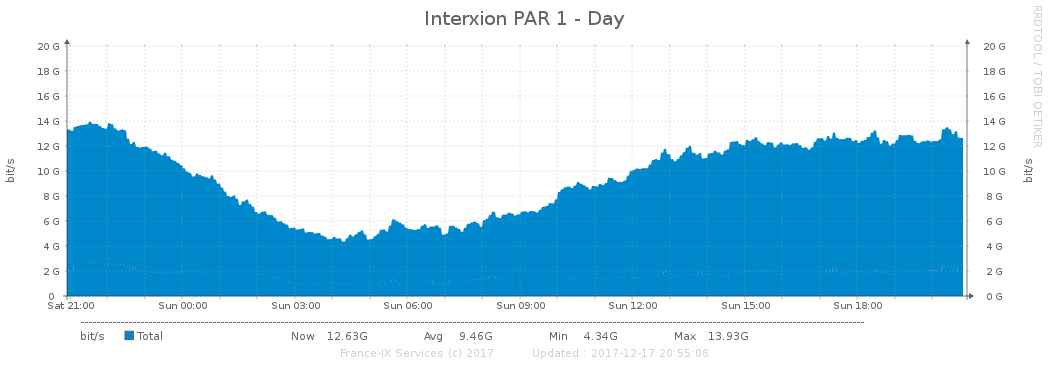 Interxion PAR 1 - Day
RRDTOOL / TOBI OETIKER
bit/s
20 G 20 G
18 G 18 G
16 G 16 G
14 G 14 G
12 G 12 G
10 G 10 G
8 G 8 G
6 G 6 G
4 G 4 G
2 G 2 G
0 0 G
bit/s
Sat 21:00 Sun 00:00 Sun 03:00 Sun 06:00 Sun 09:00 Sun 12:00 Sun 15:00 Sun 18:00
bit/s Total Now 12.63G Avg 9.46G Min 4.34G Max 13.93G
France-IX Services (c) 2017 Updated : 2017-12-17 20:55:06